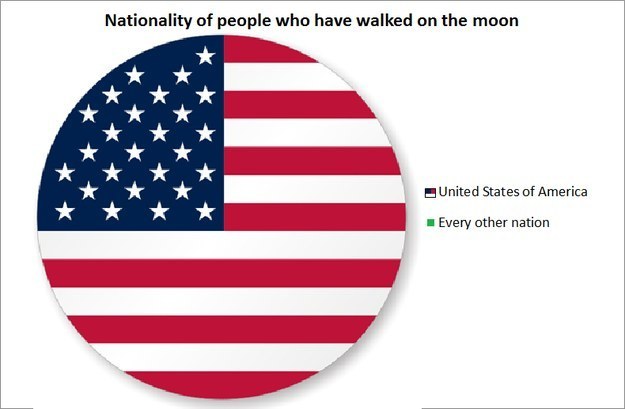 Nationality of people who have walked on the moon
United States of America
Every other nation